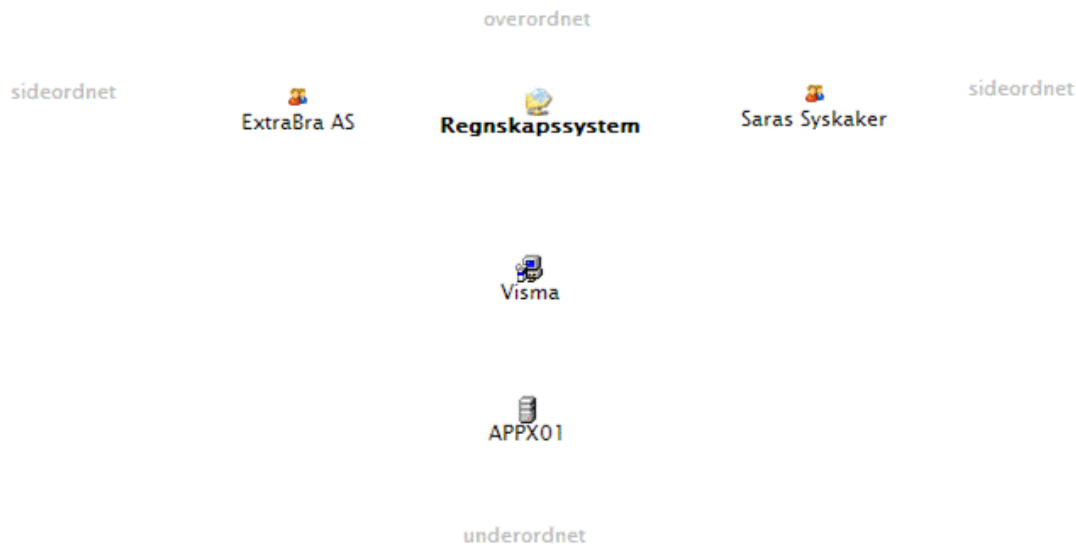 overordnet
sideordnet
sideordnet
ExtraBra AS
Regnskapssystem
Saras Syskaker
Visma
APPX01
underordnet